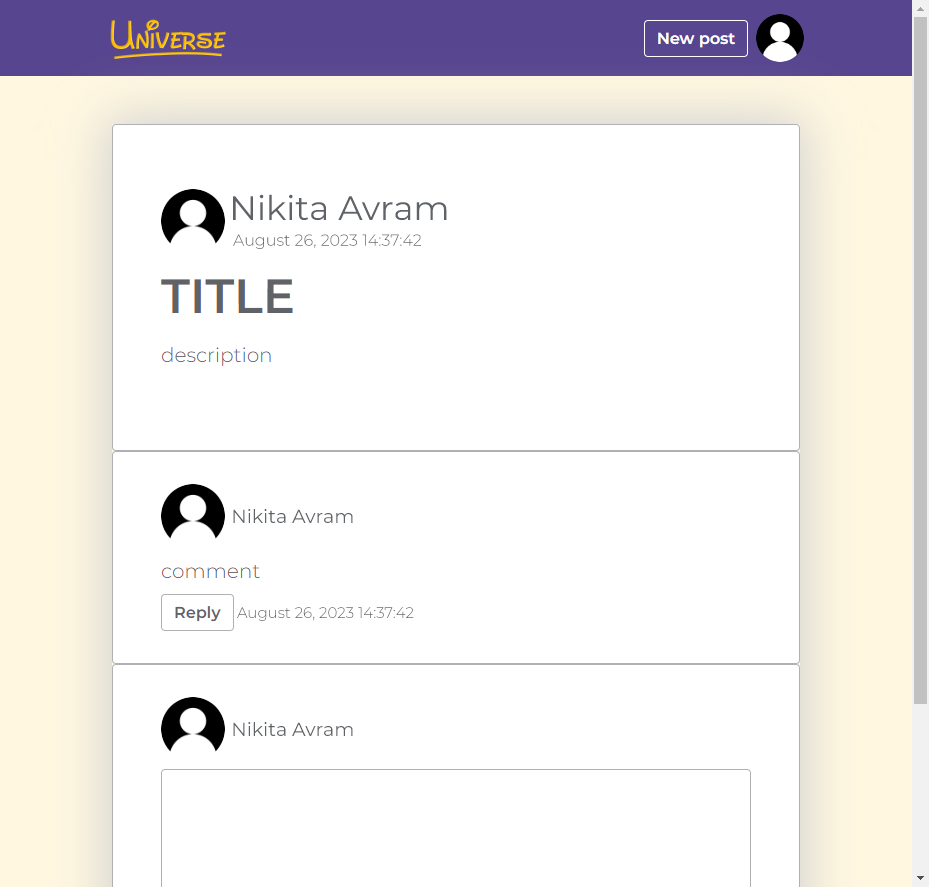 Universe
New post
Nikita Avram
August 26, 2023 14:37:42
TITLE
description
Nikita Avram
comment
Reply August 26, 2023 14:37:42
Nikita Avram